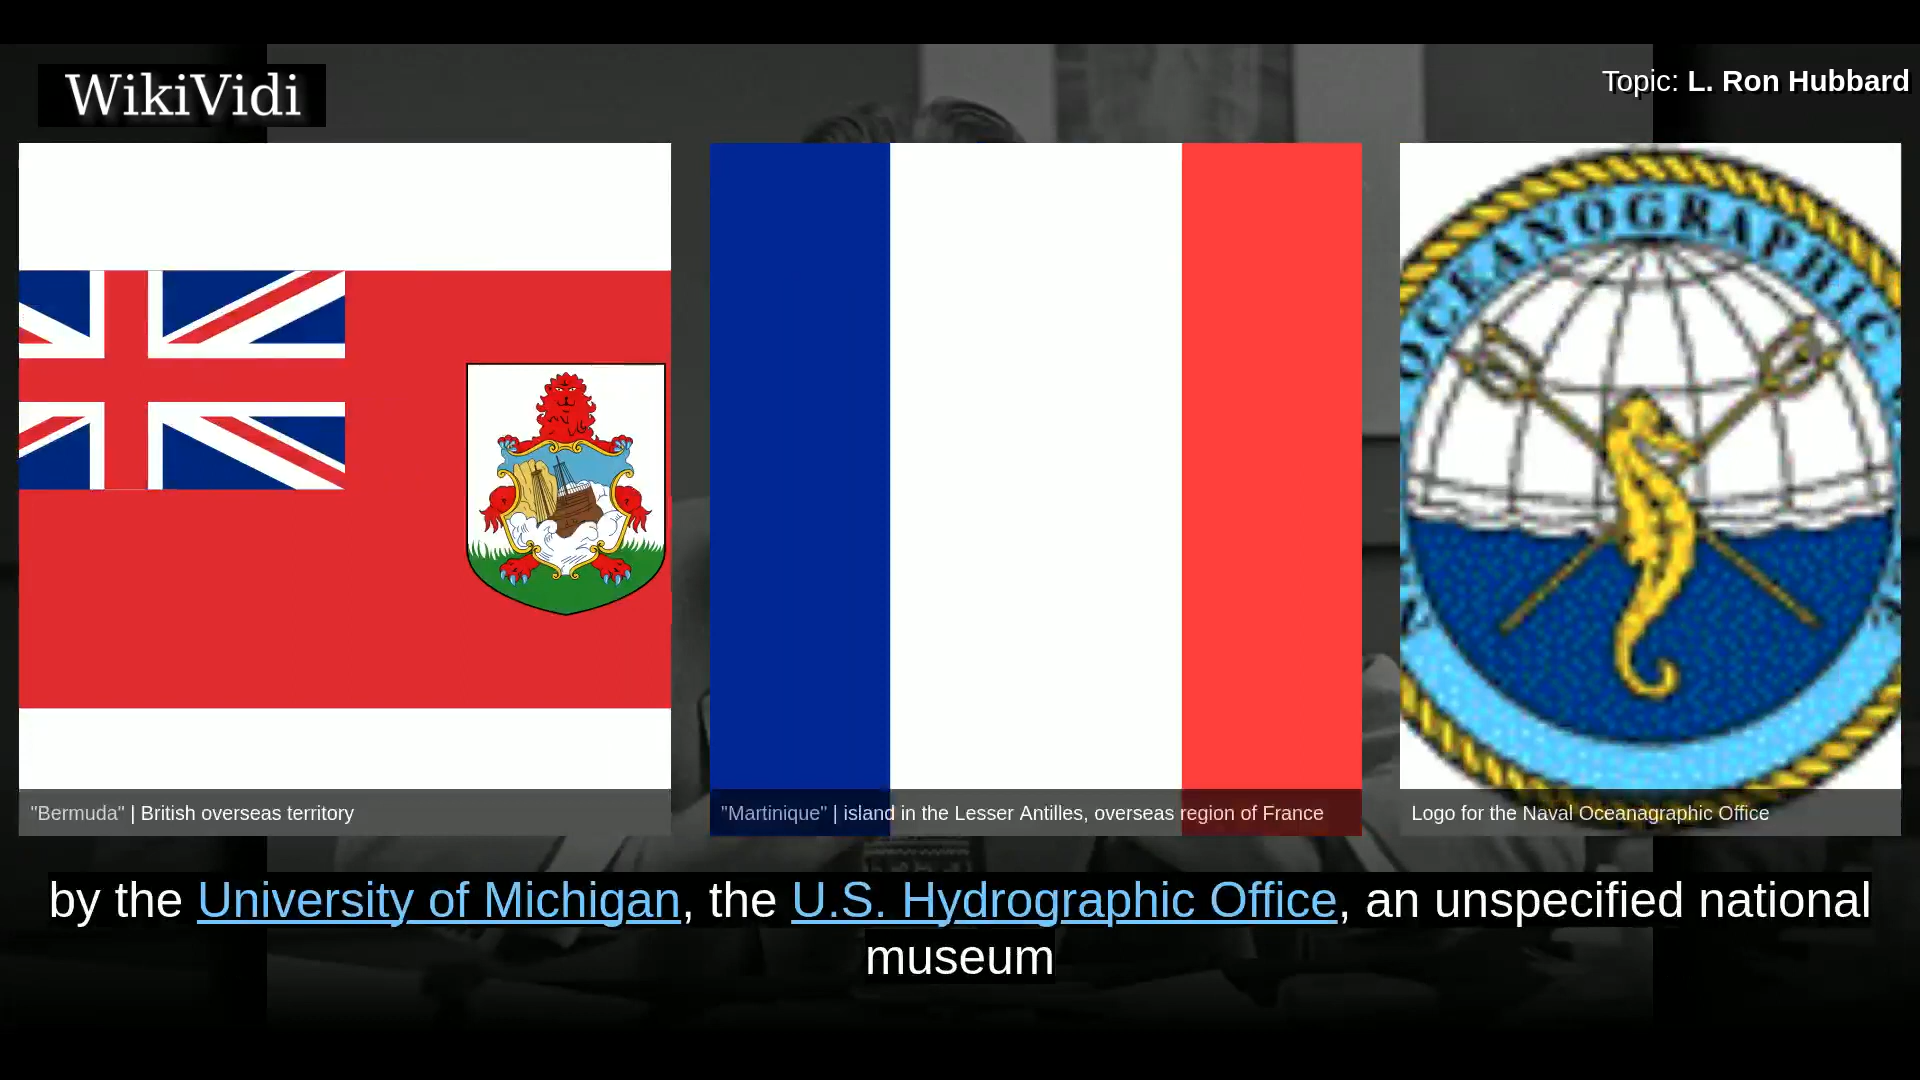 WikiVidi
Topic: L. Ron Hubbard
OCEANOGRAPHIC
"Bermuda" | British overseas territory
"Martinique" | island in the Lesser Antilles, overseas region of France
Logo for the Naval Oceanagraphic Office
by the University of Michigan, the U.S. Hydrographic Office, an unspecified national
museum